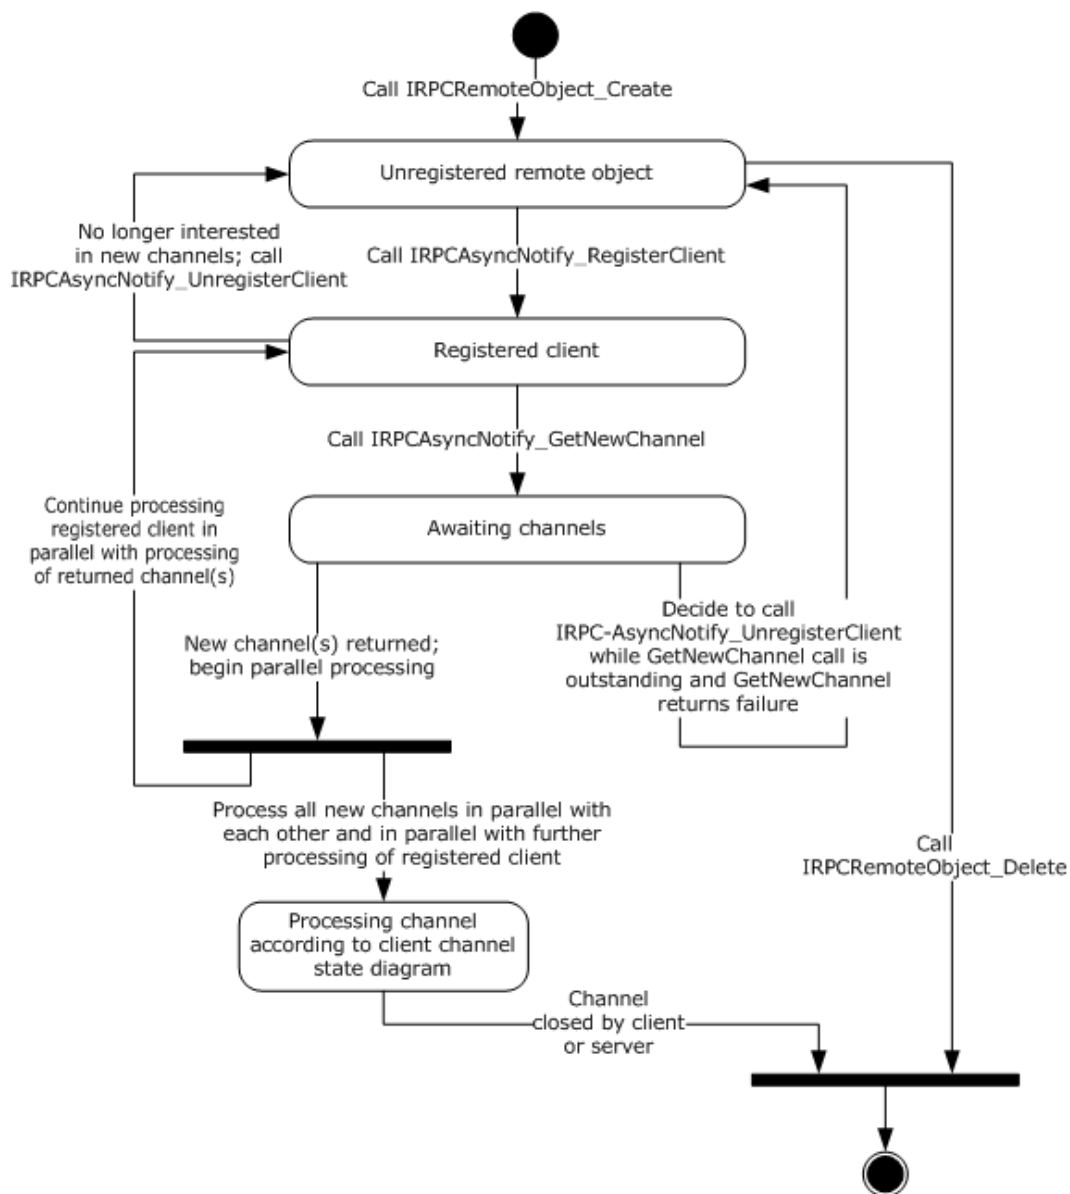 Call IRPCRemoteObject_Create
Unregistered remote object
No longer interested
in new channels; call
IRPCAsyncNotify_UnregisterClient
Call IRPCAsyncNotify_RegisterClient
Registered client
Call IRPCAsyncNotify_GetNewChannel
Continue processing
registered client in
parallel with processing
of returned channel(s)
Awaiting channels
New channel(s) returned;
begin parallel processing
Decide to call
IRPC-AsyncNotify_UnregisterClient
while GetNewChannel call is
outstanding and GetNewChannel
returns failure
Process all new channels in parallel with
each other and in parallel with further
processing of registered client
Call
IRPCRemoteObject_Delete
Processing channel
according to client channel
state diagram
Channel
closed by client
or server